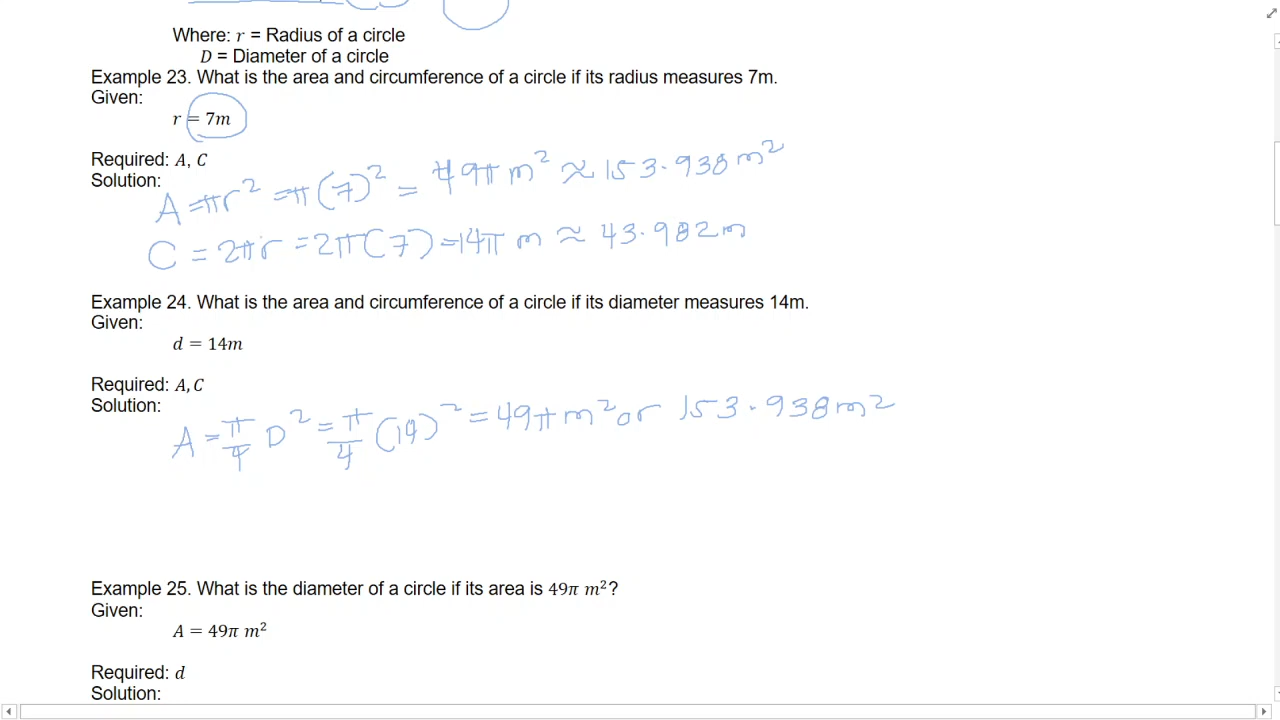 Where: r = Radius of a circle
D = Diameter of a circle
Example 23. What is the area and circumference of a circle if its radius measures 7m.
Given:
r = 7m
Required: A, C
Solution:
A = πr² = π(7)² = 49π m² ≈ 153.938 m²
C = 2πr = 2π(7) = 14π m ≈ 43.982 m
Example 24. What is the area and circumference of a circle if its diameter measures 14m.
Given:
d = 14m
Required: A, C
Solution:
A = π/4 D² = π/4 (14)² = 49π m² or 153.938 m²
Example 25. What is the diameter of a circle if its area is 49π m²?
Given:
A = 49π m²
Required: d
Solution: